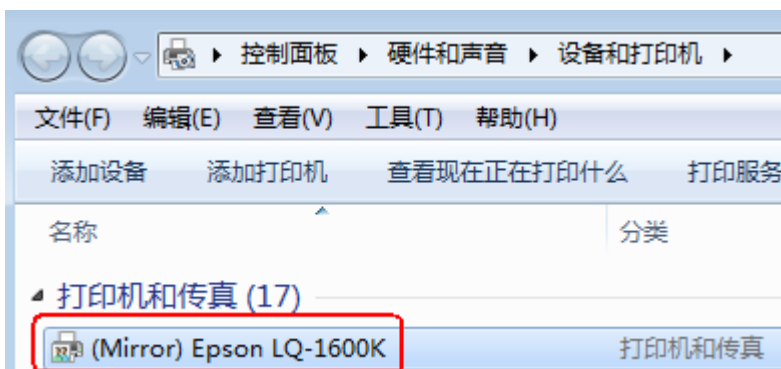 控制面板 ▸ 硬件和声音 ▸ 设备和打印机 ▸
文件(F) 编辑(E) 查看(V) 工具(T) 帮助(H)
添加设备 添加打印机 查看现在正在打印什么 打印服务
名称 分类
打印机和传真 (17)
(Mirror) Epson LQ-1600K 打印机和传真